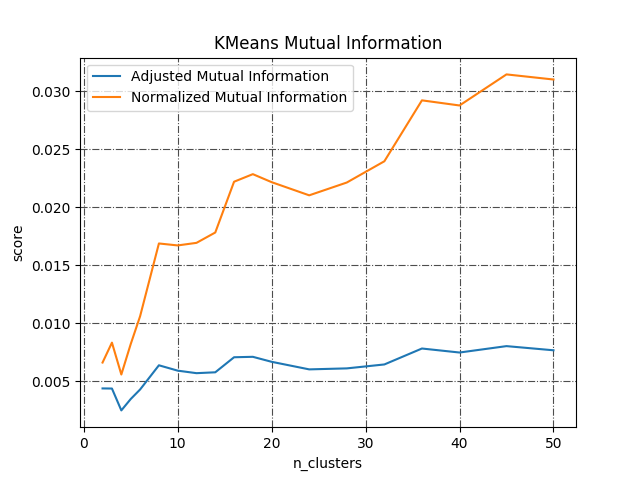 KMeans Mutual Information
Adjusted Mutual Information
Normalized Mutual Information
0.030
0.025
0.020
0.015
0.010
0.005
score
0 10 20 30 40 50
n_clusters